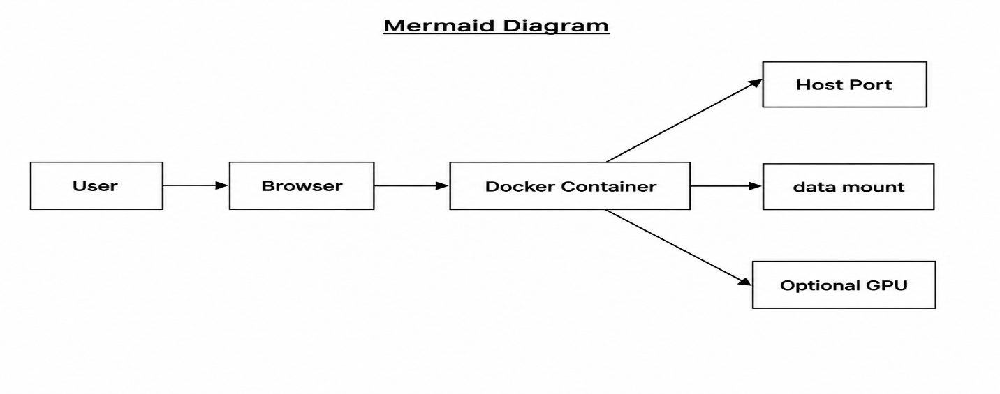 Mermaid Diagram
Host Port
User
Browser
Docker Container
data mount
Optional GPU